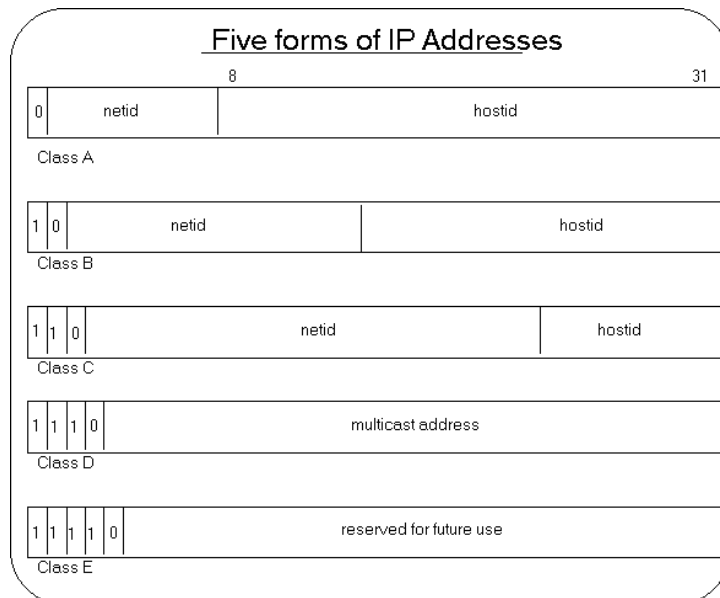 Five forms of IP Addresses
8 31
0 netid hostid
Class A
1 0 netid hostid
Class B
1 1 0 netid hostid
Class C
1 1 1 0 multicast address
Class D
1 1 1 1 0 reserved for future use
Class E